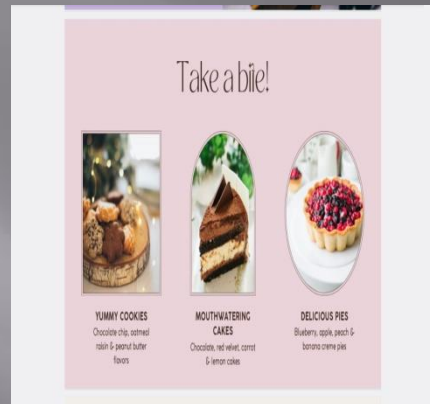 Take a bite!
YUMMY COOKIES
Chocolate chip, oatmeal
raisin & peanut butter
flavors
MOUTHWATERING
CAKES
Chocolate, red velvet, carrot
& lemon cakes
DELICIOUS PIES
Blueberry, apple, peach &
banana creme pies